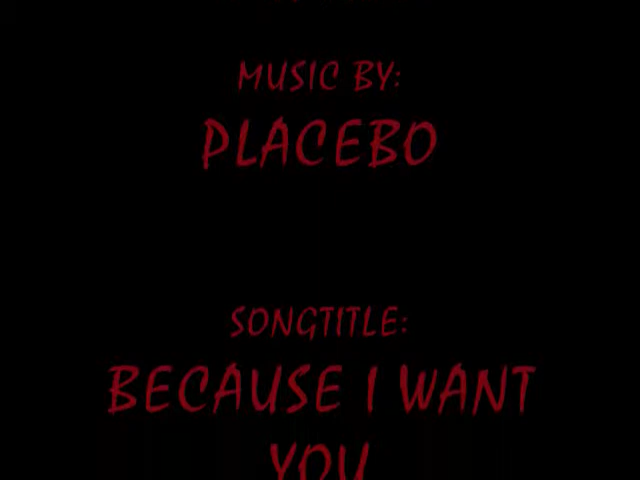 MUSIC BY:
PLACEBO
SONGTITLE:
BECAUSE I WANT
YOU